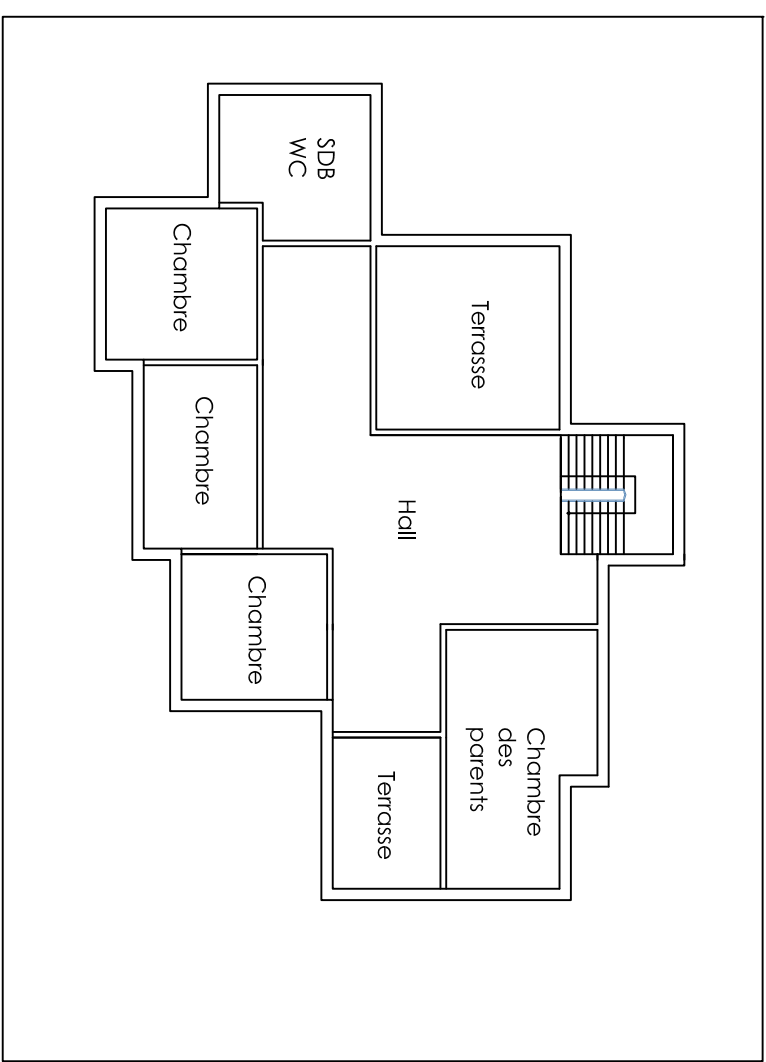 SDB
WC
Terrasse
Chambre
Chambre
Hall
Chambre
Chambre
des
parents
Terrasse